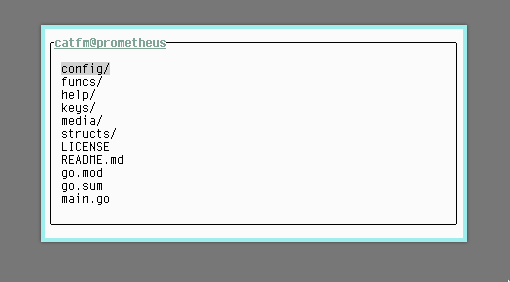 catfm@prometheus
config/
funcs/
help/
keys/
media/
structs/
LICENSE
README.md
go.mod
go.sum
main.go